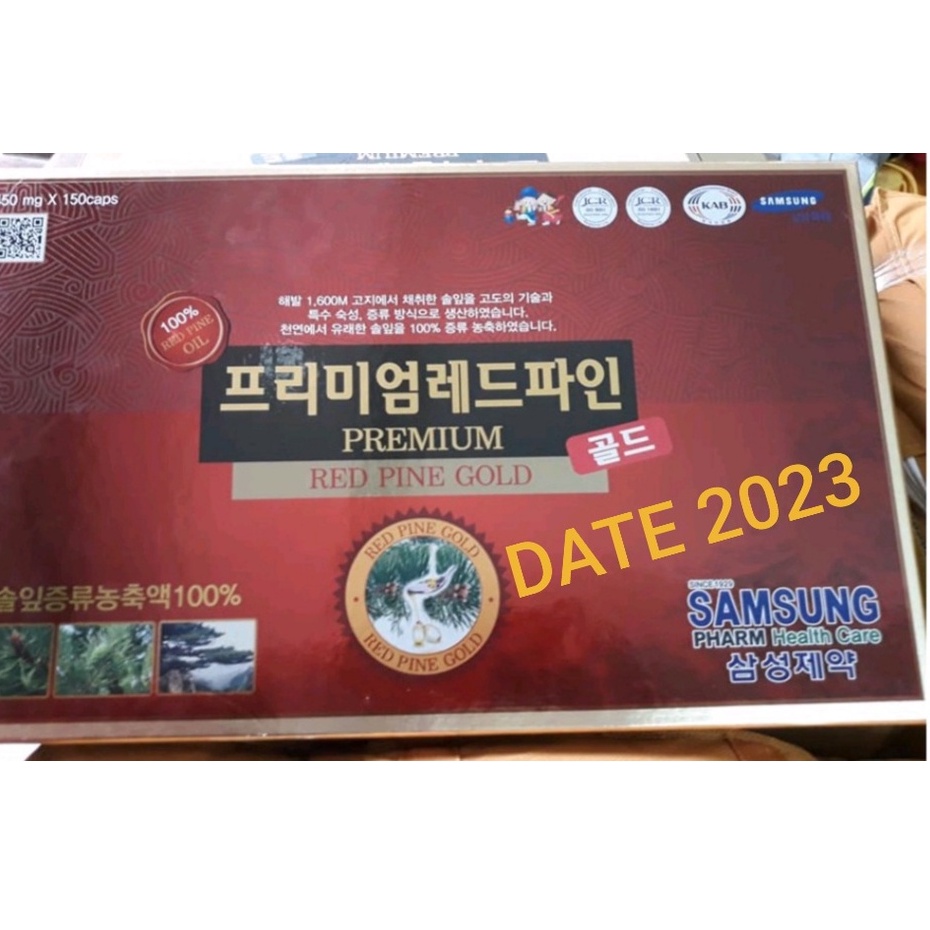 50 mg X 150caps
JCR
JCR
KAB
SAMSUNG
해발 1,600M 고지에서 채취한 솔잎을 고도의 기술과
특수 숙성, 증류 방식으로 생산하였습니다.
천연에서 유래한 솔잎을 100% 증류 농축하였습니다.
100%
RED PINE
OIL
프리미엄레드파인
PREMIUM
골드
RED PINE GOLD
DATE 2023
RED PINE GOLD
RED PINE GOLD
솔잎증류농축액100%
SINCE.1929
SAMSUNG
PHARM Health Care
삼성제약